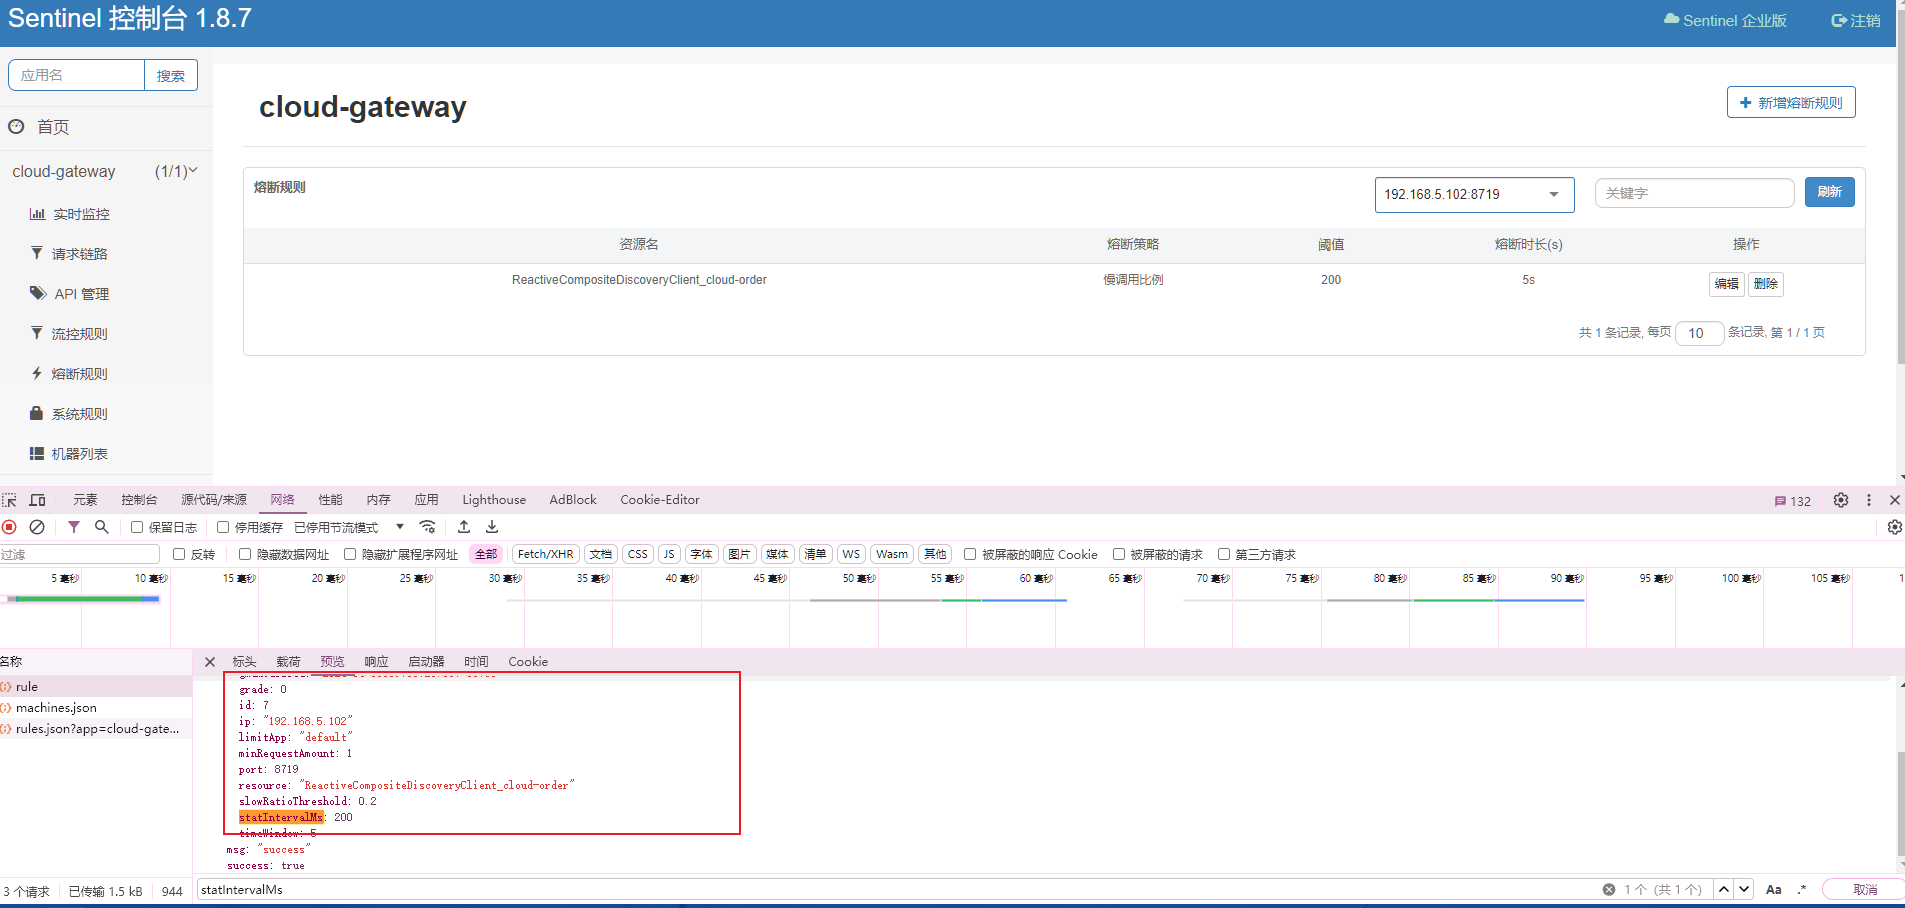 Sentinel 控制台 1.8.7
Sentinel 企业版
注销
应用名
搜索
首页
cloud-gateway (1/1)
实时监控
请求链路
API 管理
流控规则
熔断规则
系统规则
机器列表
cloud-gateway
新增熔断规则
熔断规则
192.168.5.102:8719
关键字
刷新
资源名 熔断策略 阈值 熔断时长(s) 操作
ReactiveCompositeDiscoveryClient_cloud-order 慢调用比例 200 5s 编辑 删除
共 1 条记录, 每页 10 条记录, 第 1 / 1 页
元素 控制台 源代码/来源 网络 性能 内存 应用 Lighthouse AdBlock Cookie-Editor 132
保留日志 停用缓存 已停用节流模式
过滤 反转 隐藏数据网址 隐藏扩展程序网址 全部 Fetch/XHR 文档 CSS JS 字体 图片 媒体 清单 WS Wasm 其他 被屏蔽的响应 Cookie 被屏蔽的请求 第三方请求
5 毫秒 10 毫秒 15 毫秒 20 毫秒 25 毫秒 30 毫秒 35 毫秒 40 毫秒 45 毫秒 50 毫秒 55 毫秒 60 毫秒 65 毫秒 70 毫秒 75 毫秒 80 毫秒 85 毫秒 90 毫秒 95 毫秒 100 毫秒 105 毫秒 1
名称
标头 载荷 预览 响应 启动器 时间 Cookie
rule
machines.json
rules.json?app=cloud-gate...
grade: 0
id: 7
ip: "192.168.5.102"
limitApp: "default"
minRequestAmount: 1
port: 8719
resource: "ReactiveCompositeDiscoveryClient_cloud-order"
slowRatioThreshold: 0.2
statIntervalMs: 200
timeWindow: 5
msg: "success"
success: true
3 个请求 已传输 1.5 kB 944
statIntervalMs
1 个 (共 1 个)
Aa .* 取消